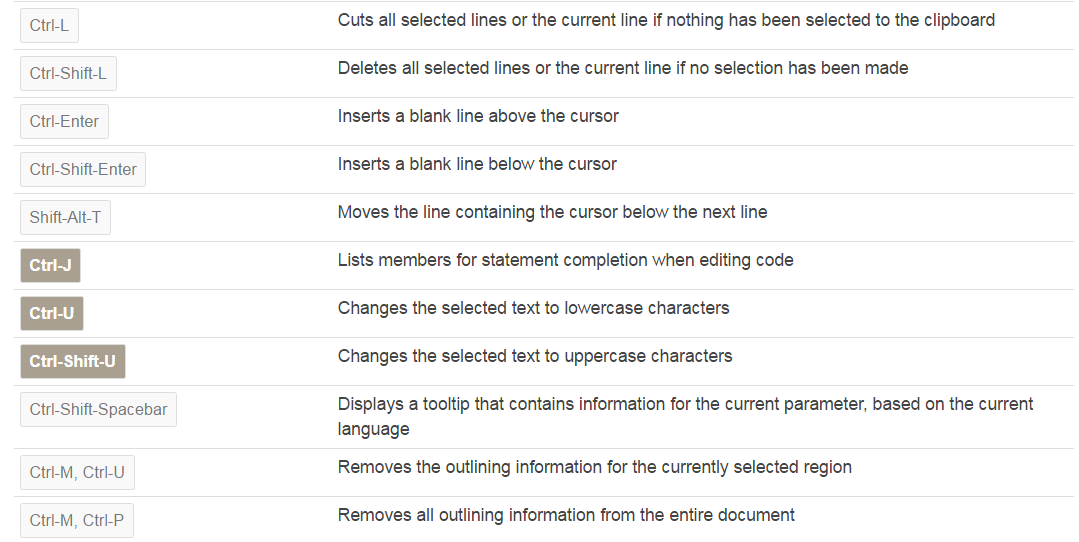 Ctrl-L Cuts all selected lines or the current line if nothing has been selected to the clipboard
Ctrl-Shift-L Deletes all selected lines or the current line if no selection has been made
Ctrl-Enter Inserts a blank line above the cursor
Ctrl-Shift-Enter Inserts a blank line below the cursor
Shift-Alt-T Moves the line containing the cursor below the next line
Ctrl-J Lists members for statement completion when editing code
Ctrl-U Changes the selected text to lowercase characters
Ctrl-Shift-U Changes the selected text to uppercase characters
Ctrl-Shift-Spacebar Displays a tooltip that contains information for the current parameter, based on the current
language
Ctrl-M, Ctrl-U Removes the outlining information for the currently selected region
Ctrl-M, Ctrl-P Removes all outlining information from the entire document